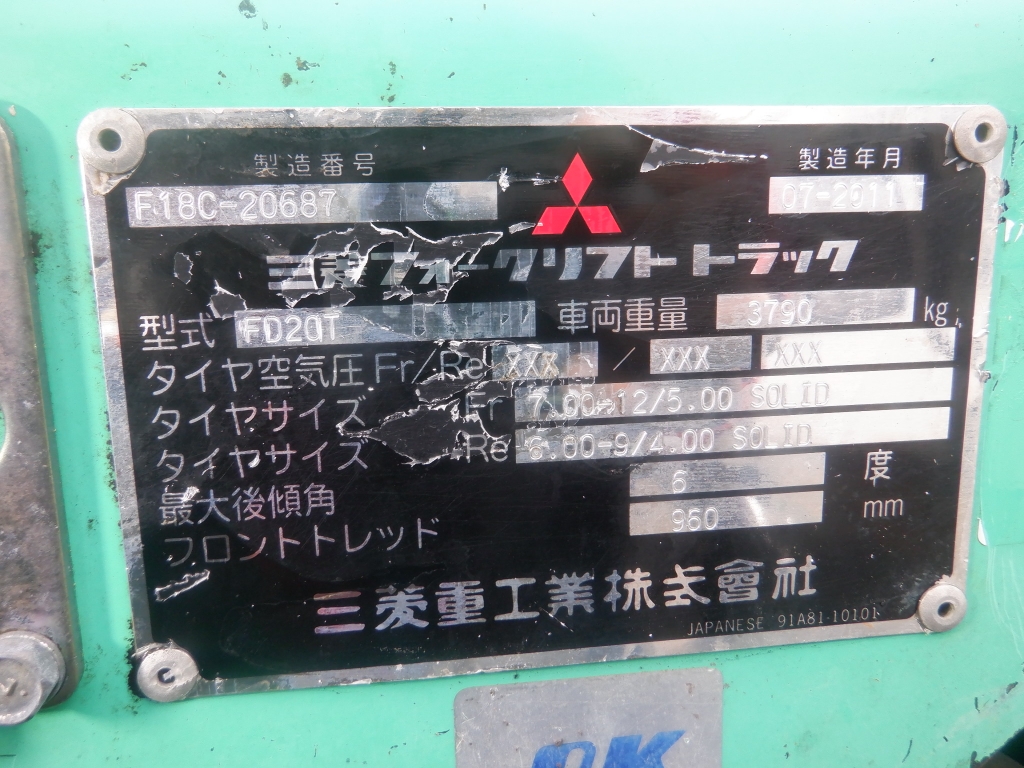 製造番号
製造年月
F18C-20687
07-2011
三菱フォークリフトトラック
型式 FD20T 車両重量 3790 kg
タイヤ空気圧 Fr/Re XXX / XXX XXX
タイヤサイズ Fr 7.00-12/5.00 SOLID
タイヤサイズ Re 6.00-9/4.00 SOLID
最大後傾角 6 度
フロントトレッド 960 mm
三菱重工業株式會社
JAPANESE 91A81-10101